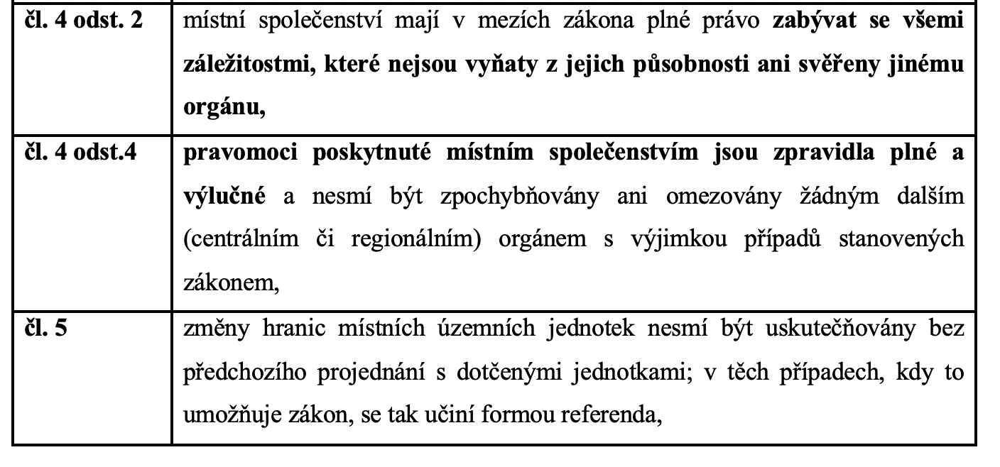 čl. 4 odst. 2
místní společenství mají v mezích zákona plné právo zabývat se všemi
záležitostmi, které nejsou vyňaty z jejich působnosti ani svěřeny jinému
orgánu,
čl. 4 odst.4
pravomoci poskytnuté místním společenstvím jsou zpravidla plné a
výlučné a nesmí být zpochybňovány ani omezovány žádným dalším
(centrálním či regionálním) orgánem s výjimkou případů stanovených
zákonem,
čl. 5
změny hranic místních územních jednotek nesmí být uskutečňovány bez
předchozího projednání s dotčenými jednotkami; v těch případech, kdy to
umožňuje zákon, se tak učiní formou referenda,